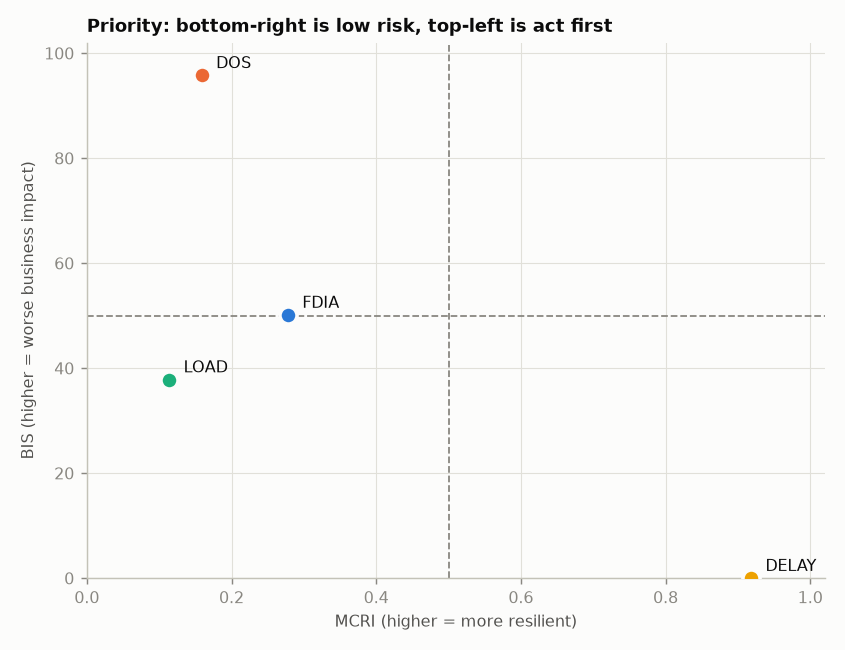 Priority: bottom-right is low risk, top-left is act first
100
80
60
40
20
0
BIS (higher = worse business impact)
DOS
FDIA
LOAD
DELAY
0.0 0.2 0.4 0.6 0.8 1.0
MCRI (higher = more resilient)